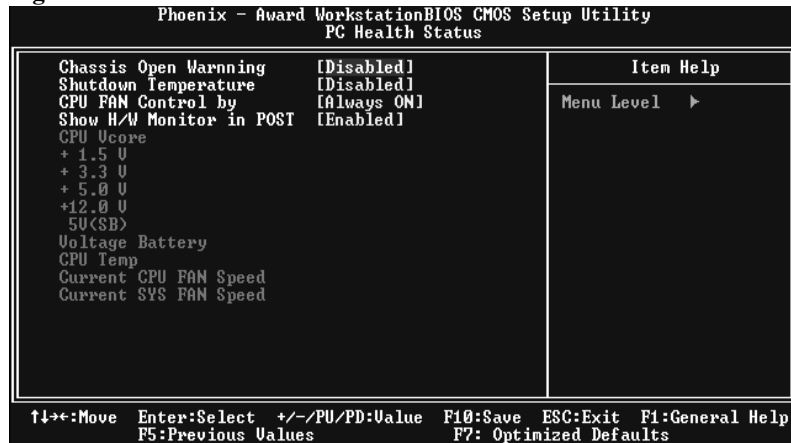 Phoenix - Award WorkstationBIOS CMOS Setup Utility
PC Health Status
Chassis Open Warnning [Disabled]
Shutdown Temperature [Disabled]
CPU FAN Control by [Always ON]
Show H/W Monitor in POST [Enabled]
CPU Vcore
+ 1.5 V
+ 3.3 V
+ 5.0 V
+12.0 V
5V(SB)
Voltage Battery
CPU Temp
Current CPU FAN Speed
Current SYS FAN Speed
Item Help
Menu Level ▶
↑↓→←:Move Enter:Select +/-/PU/PD:Value F10:Save ESC:Exit F1:General Help
F5:Previous Values F7: Optimized Defaults